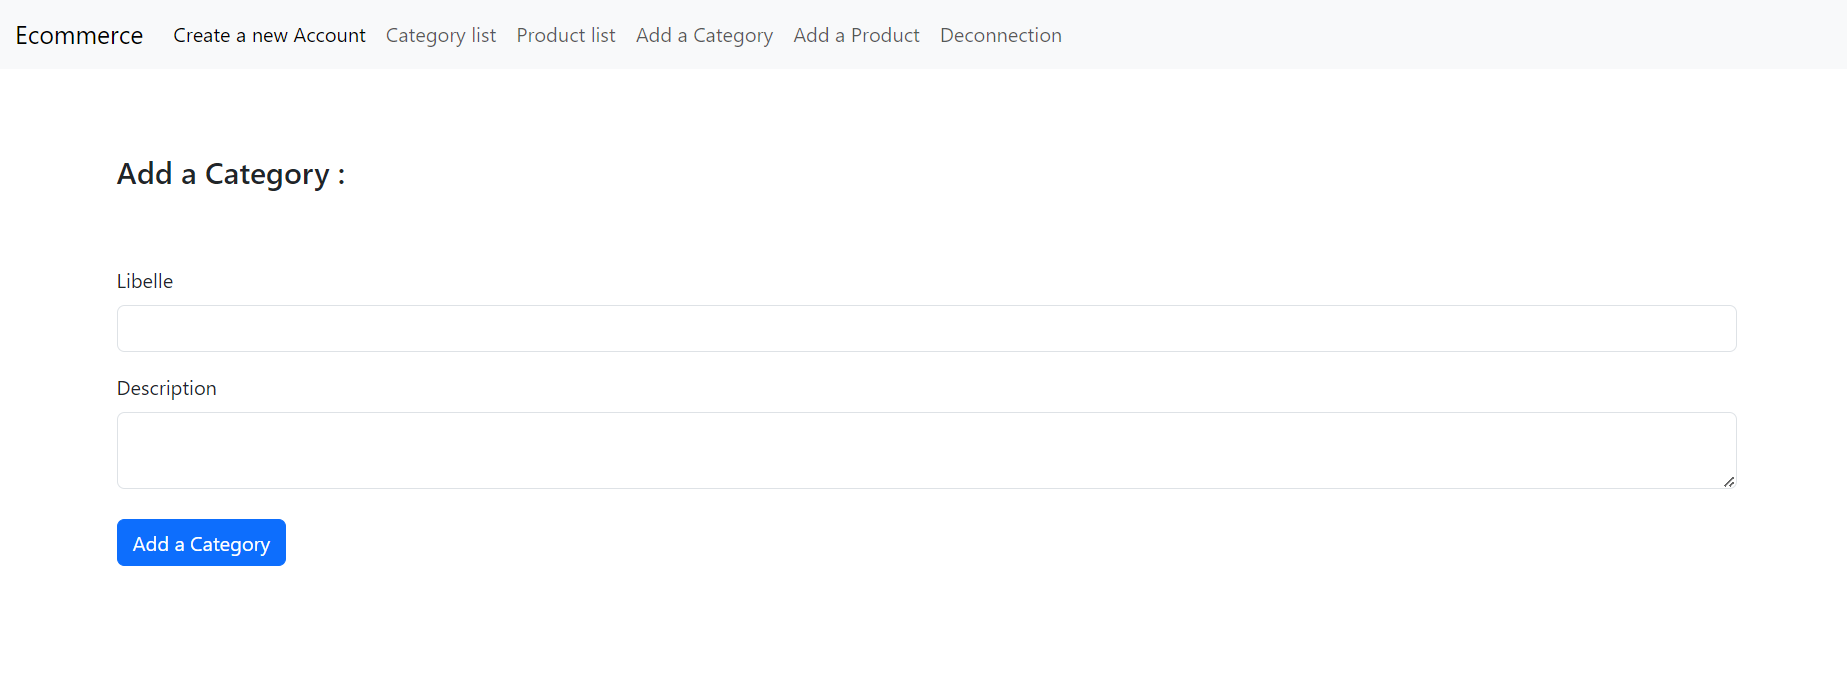 Ecommerce Create a new Account Category list Product list Add a Category Add a Product Deconnection
Add a Category :
Libelle
Description
Add a Category